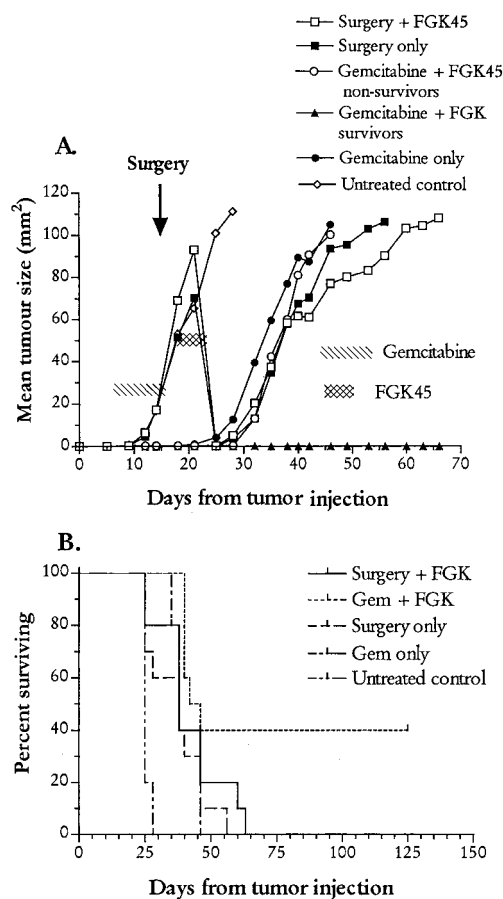 Surgery + FGK45
Surgery only
Gemcitabine + FGK45
non-survivors
Gemcitabine + FGK
survivors
Gemcitabine only
Untreated control
A.
Surgery
Mean tumour size (mm²)
120
100
80
60
40
20
0
Gemcitabine
FGK45
0 10 20 30 40 50 60 70
Days from tumor injection
B.
Surgery + FGK
Gem + FGK
Surgery only
Gem only
Untreated control
Percent surviving
100
80
60
40
20
0
0 25 50 75 100 125 150
Days from tumor injection